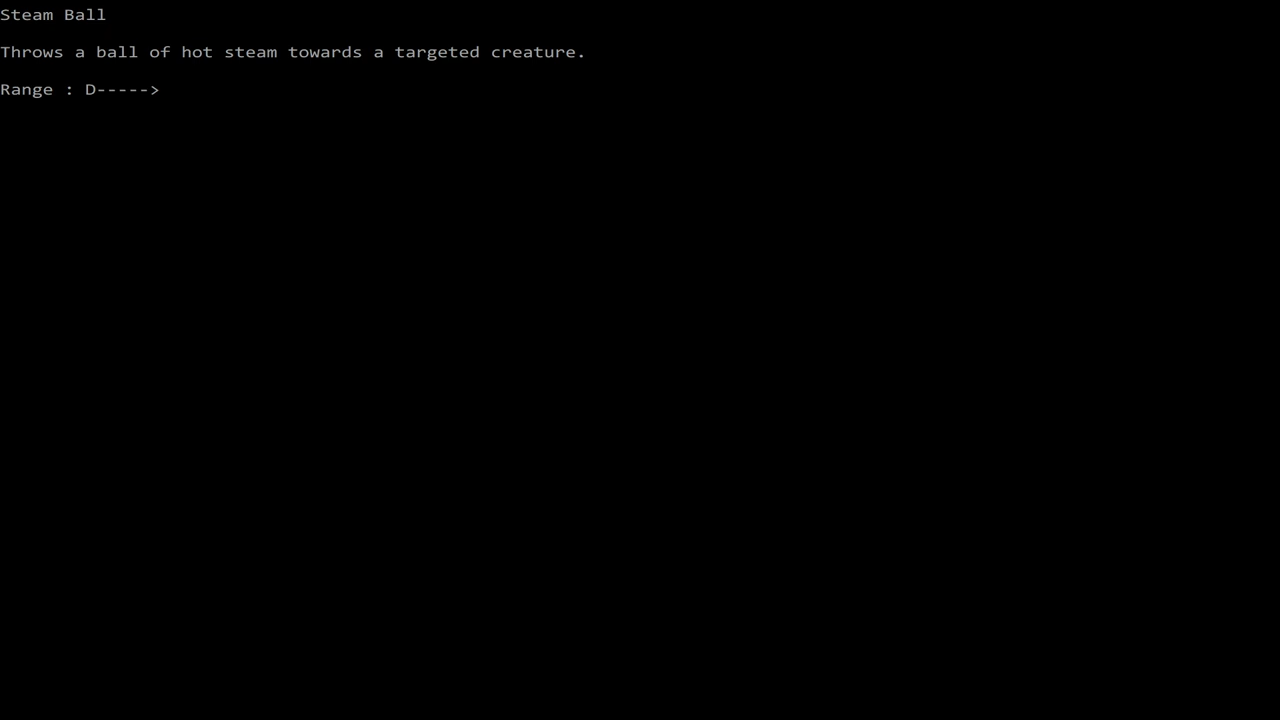 Steam Ball
Throws a ball of hot steam towards a targeted creature.
Range : D----->